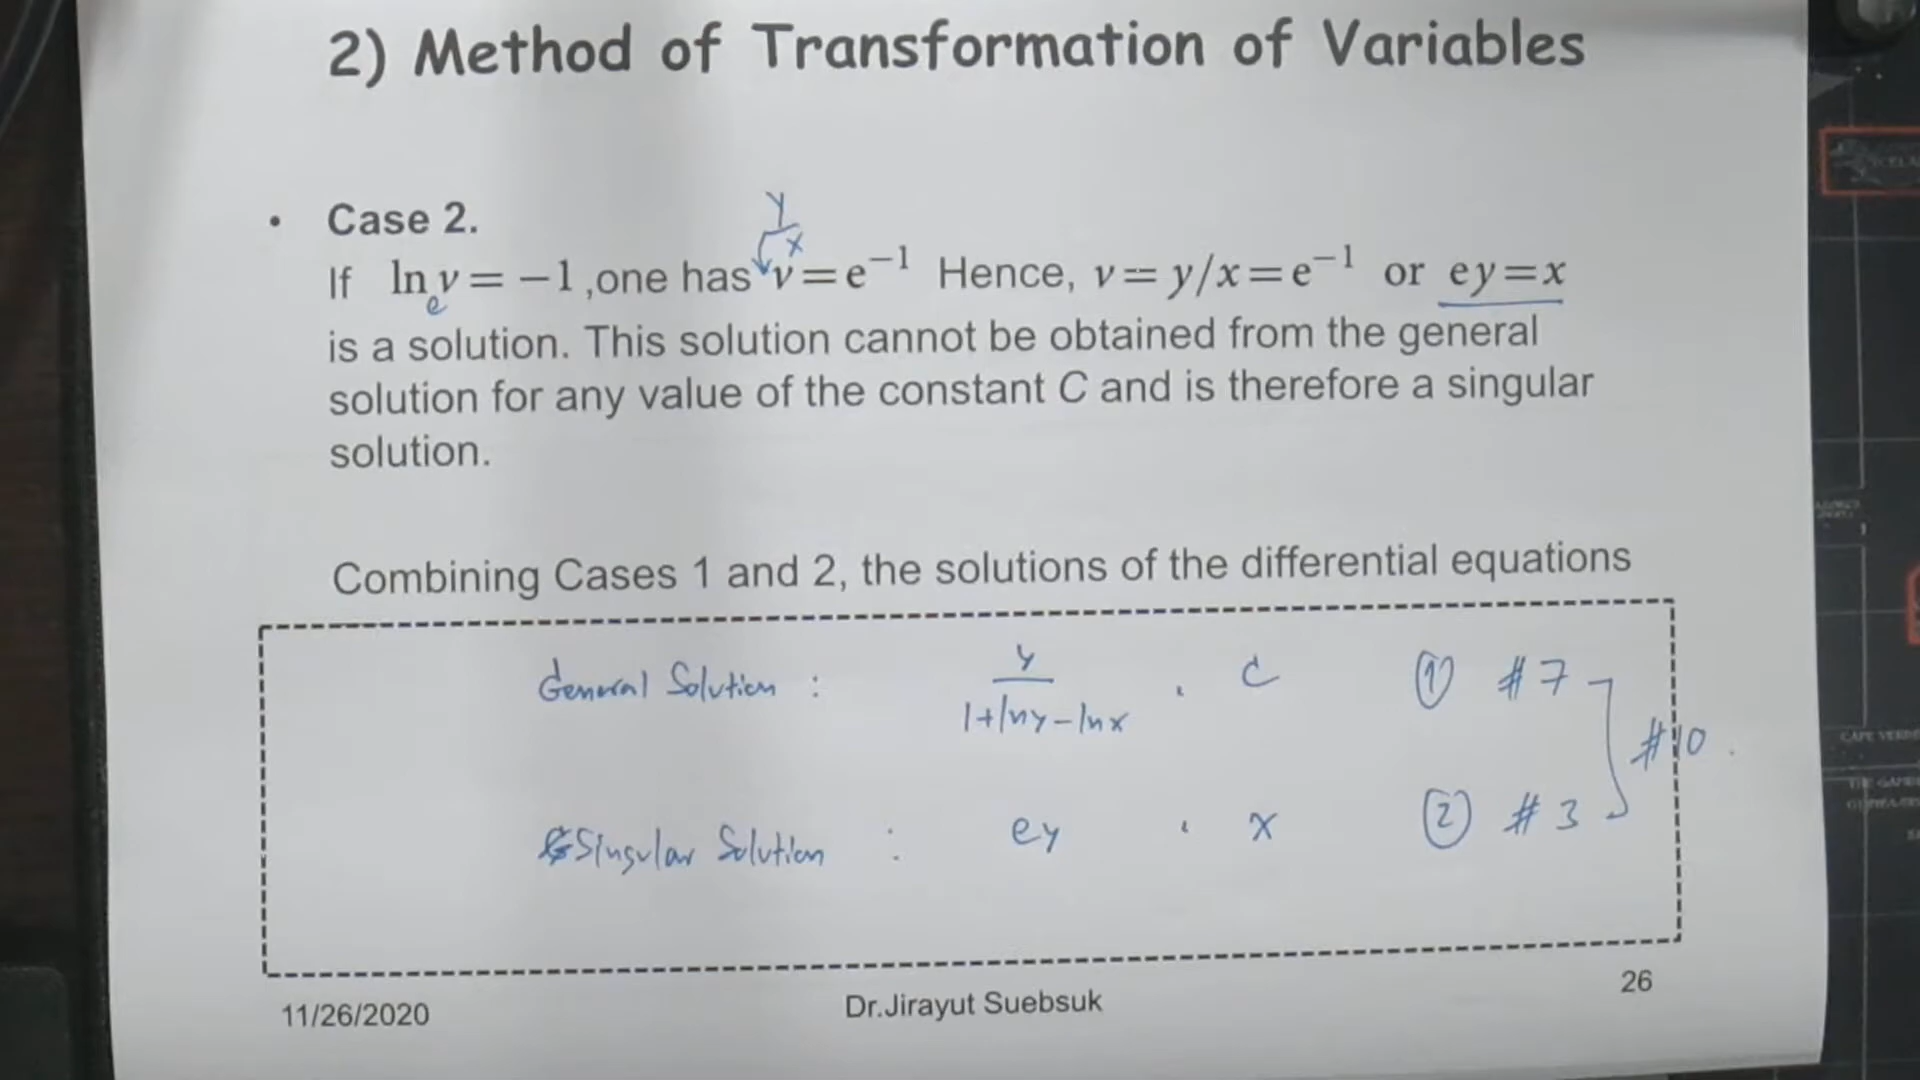 2) Method of Transformation of Variables
y
x
• Case 2.
If ln v = −1 ,one has v = e⁻¹ Hence, v = y/x = e⁻¹ or ey = x
e
is a solution. This solution cannot be obtained from the general
solution for any value of the constant C and is therefore a singular
solution.
Combining Cases 1 and 2, the solutions of the differential equations
General Solution : y / 1+lny−lnx , C ① #7
#10
Singular Solution : ey , x ② #3
11/26/2020 Dr.Jirayut Suebsuk 26